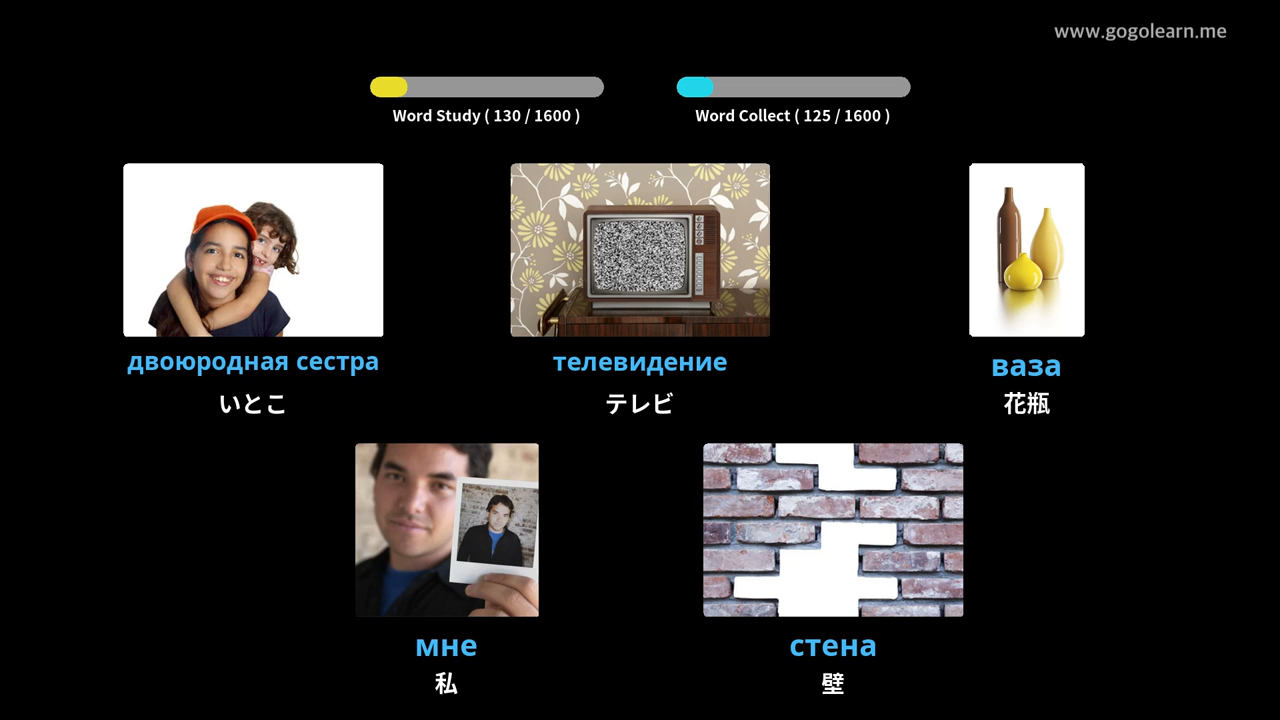 www.gogolearn.me
Word Study ( 130 / 1600 )
Word Collect ( 125 / 1600 )
двоюродная сестра
いとこ
телевидение
テレビ
ваза
花瓶
мне
私
стена
壁